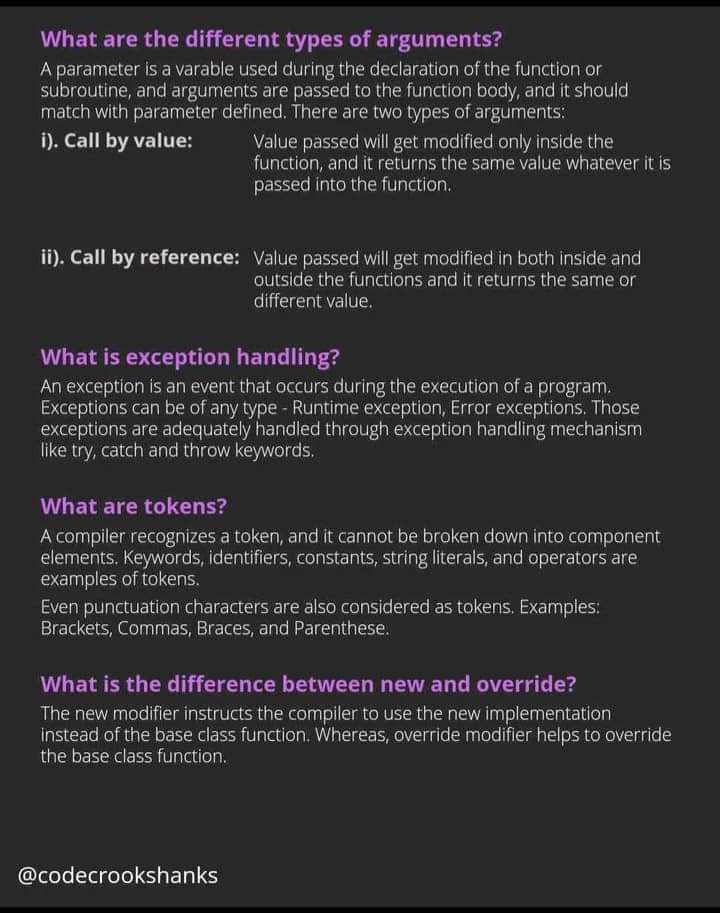 What are the different types of arguments?
A parameter is a varable used during the declaration of the function or
subroutine, and arguments are passed to the function body, and it should
match with parameter defined. There are two types of arguments:
i). Call by value: Value passed will get modified only inside the
function, and it returns the same value whatever it is
passed into the function.
ii). Call by reference: Value passed will get modified in both inside and
outside the functions and it returns the same or
different value.
What is exception handling?
An exception is an event that occurs during the execution of a program.
Exceptions can be of any type - Runtime exception, Error exceptions. Those
exceptions are adequately handled through exception handling mechanism
like try, catch and throw keywords.
What are tokens?
A compiler recognizes a token, and it cannot be broken down into component
elements. Keywords, identifiers, constants, string literals, and operators are
examples of tokens.
Even punctuation characters are also considered as tokens. Examples:
Brackets, Commas, Braces, and Parenthese.
What is the difference between new and override?
The new modifier instructs the compiler to use the new implementation
instead of the base class function. Whereas, override modifier helps to override
the base class function.
@codecrookshanks